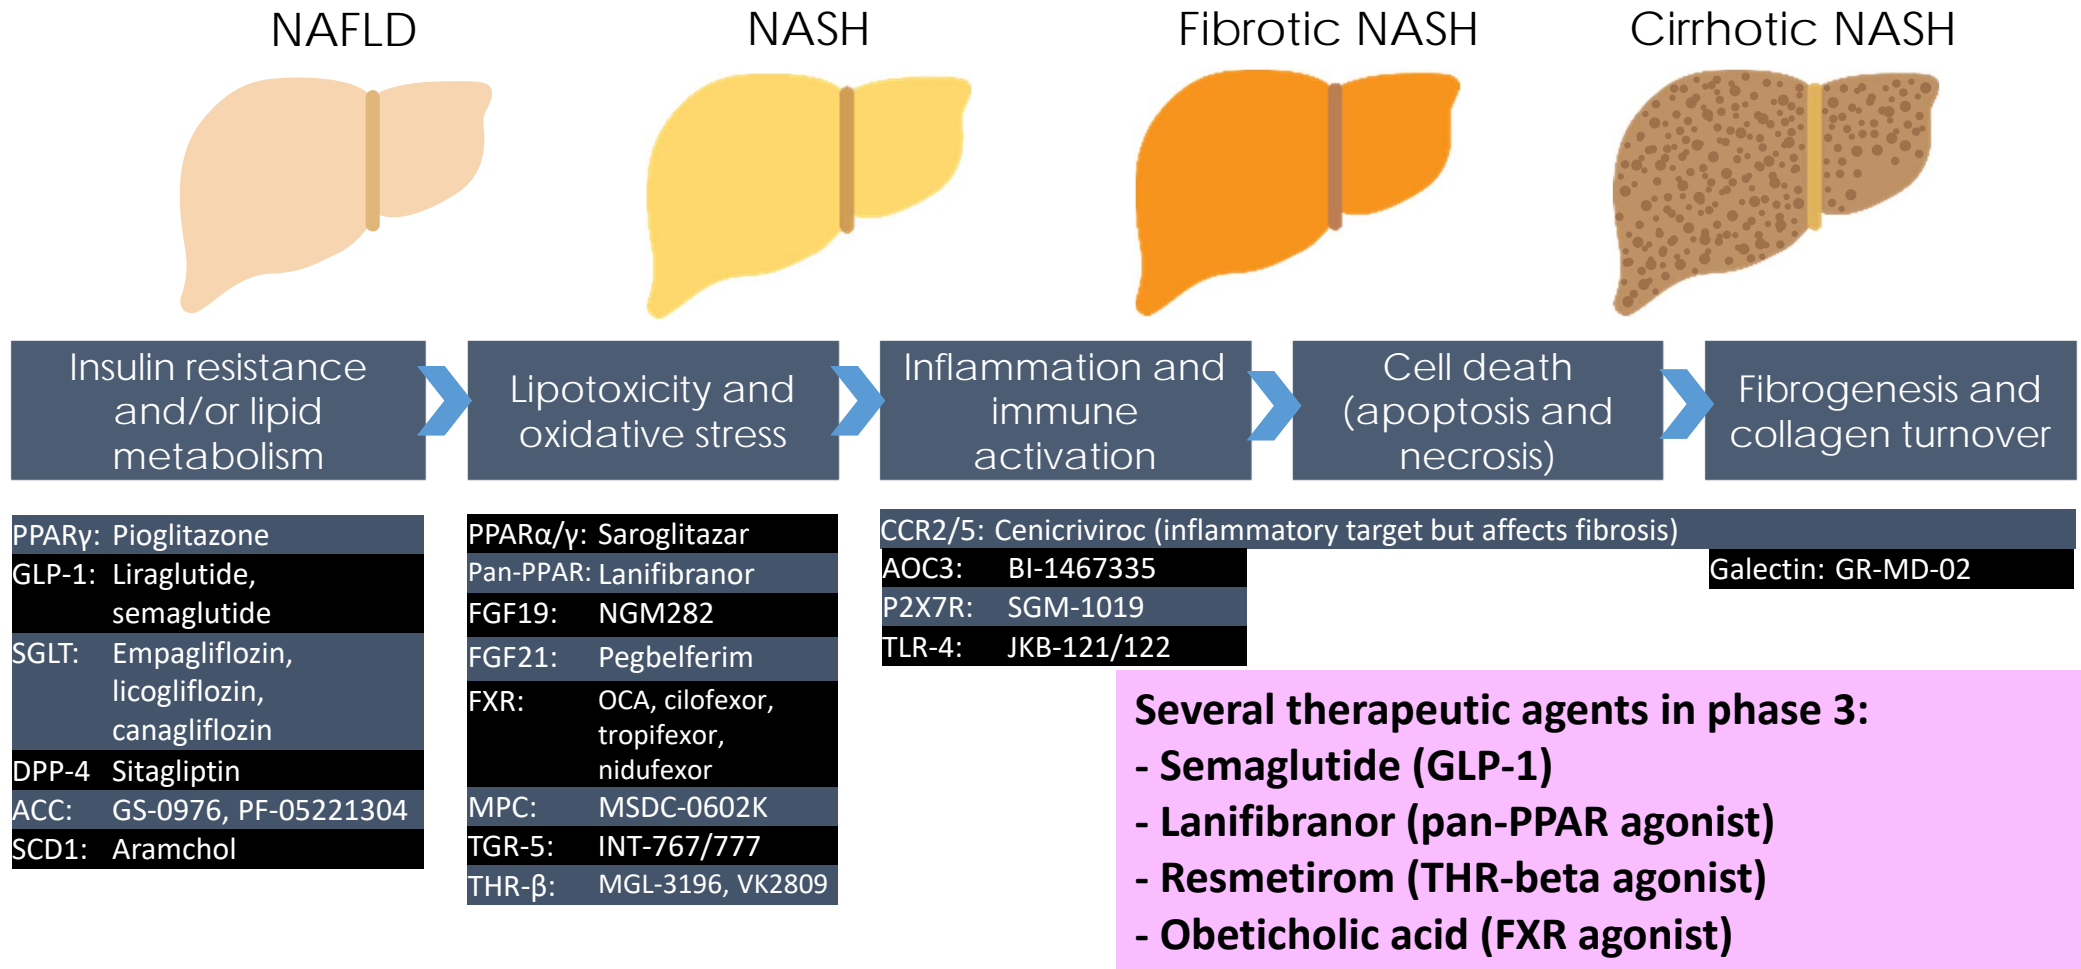 NAFLD
NASH
Fibrotic NASH
Cirrhotic NASH
Insulin resistance
and/or lipid
metabolism
Lipotoxicity and
oxidative stress
Inflammation and
immune
activation
Cell death
(apoptosis and
necrosis)
Fibrogenesis and
collagen turnover
PPARγ: Pioglitazone
GLP-1: Liraglutide,
semaglutide
SGLT: Empagliflozin,
licogliflozin,
canagliflozin
DPP-4 Sitagliptin
ACC: GS-0976, PF-05221304
SCD1: Aramchol
PPARα/γ: Saroglitazar
Pan-PPAR: Lanifibranor
FGF19: NGM282
FGF21: Pegbelferim
FXR: OCA, cilofexor,
tropifexor,
nidufexor
MPC: MSDC-0602K
TGR-5: INT-767/777
THR-β: MGL-3196, VK2809
CCR2/5: Cenicriviroc (inflammatory target but affects fibrosis)
AOC3: BI-1467335
P2X7R: SGM-1019
TLR-4: JKB-121/122
Galectin: GR-MD-02
Several therapeutic agents in phase 3:
- Semaglutide (GLP-1)
- Lanifibranor (pan-PPAR agonist)
- Resmetirom (THR-beta agonist)
- Obeticholic acid (FXR agonist)